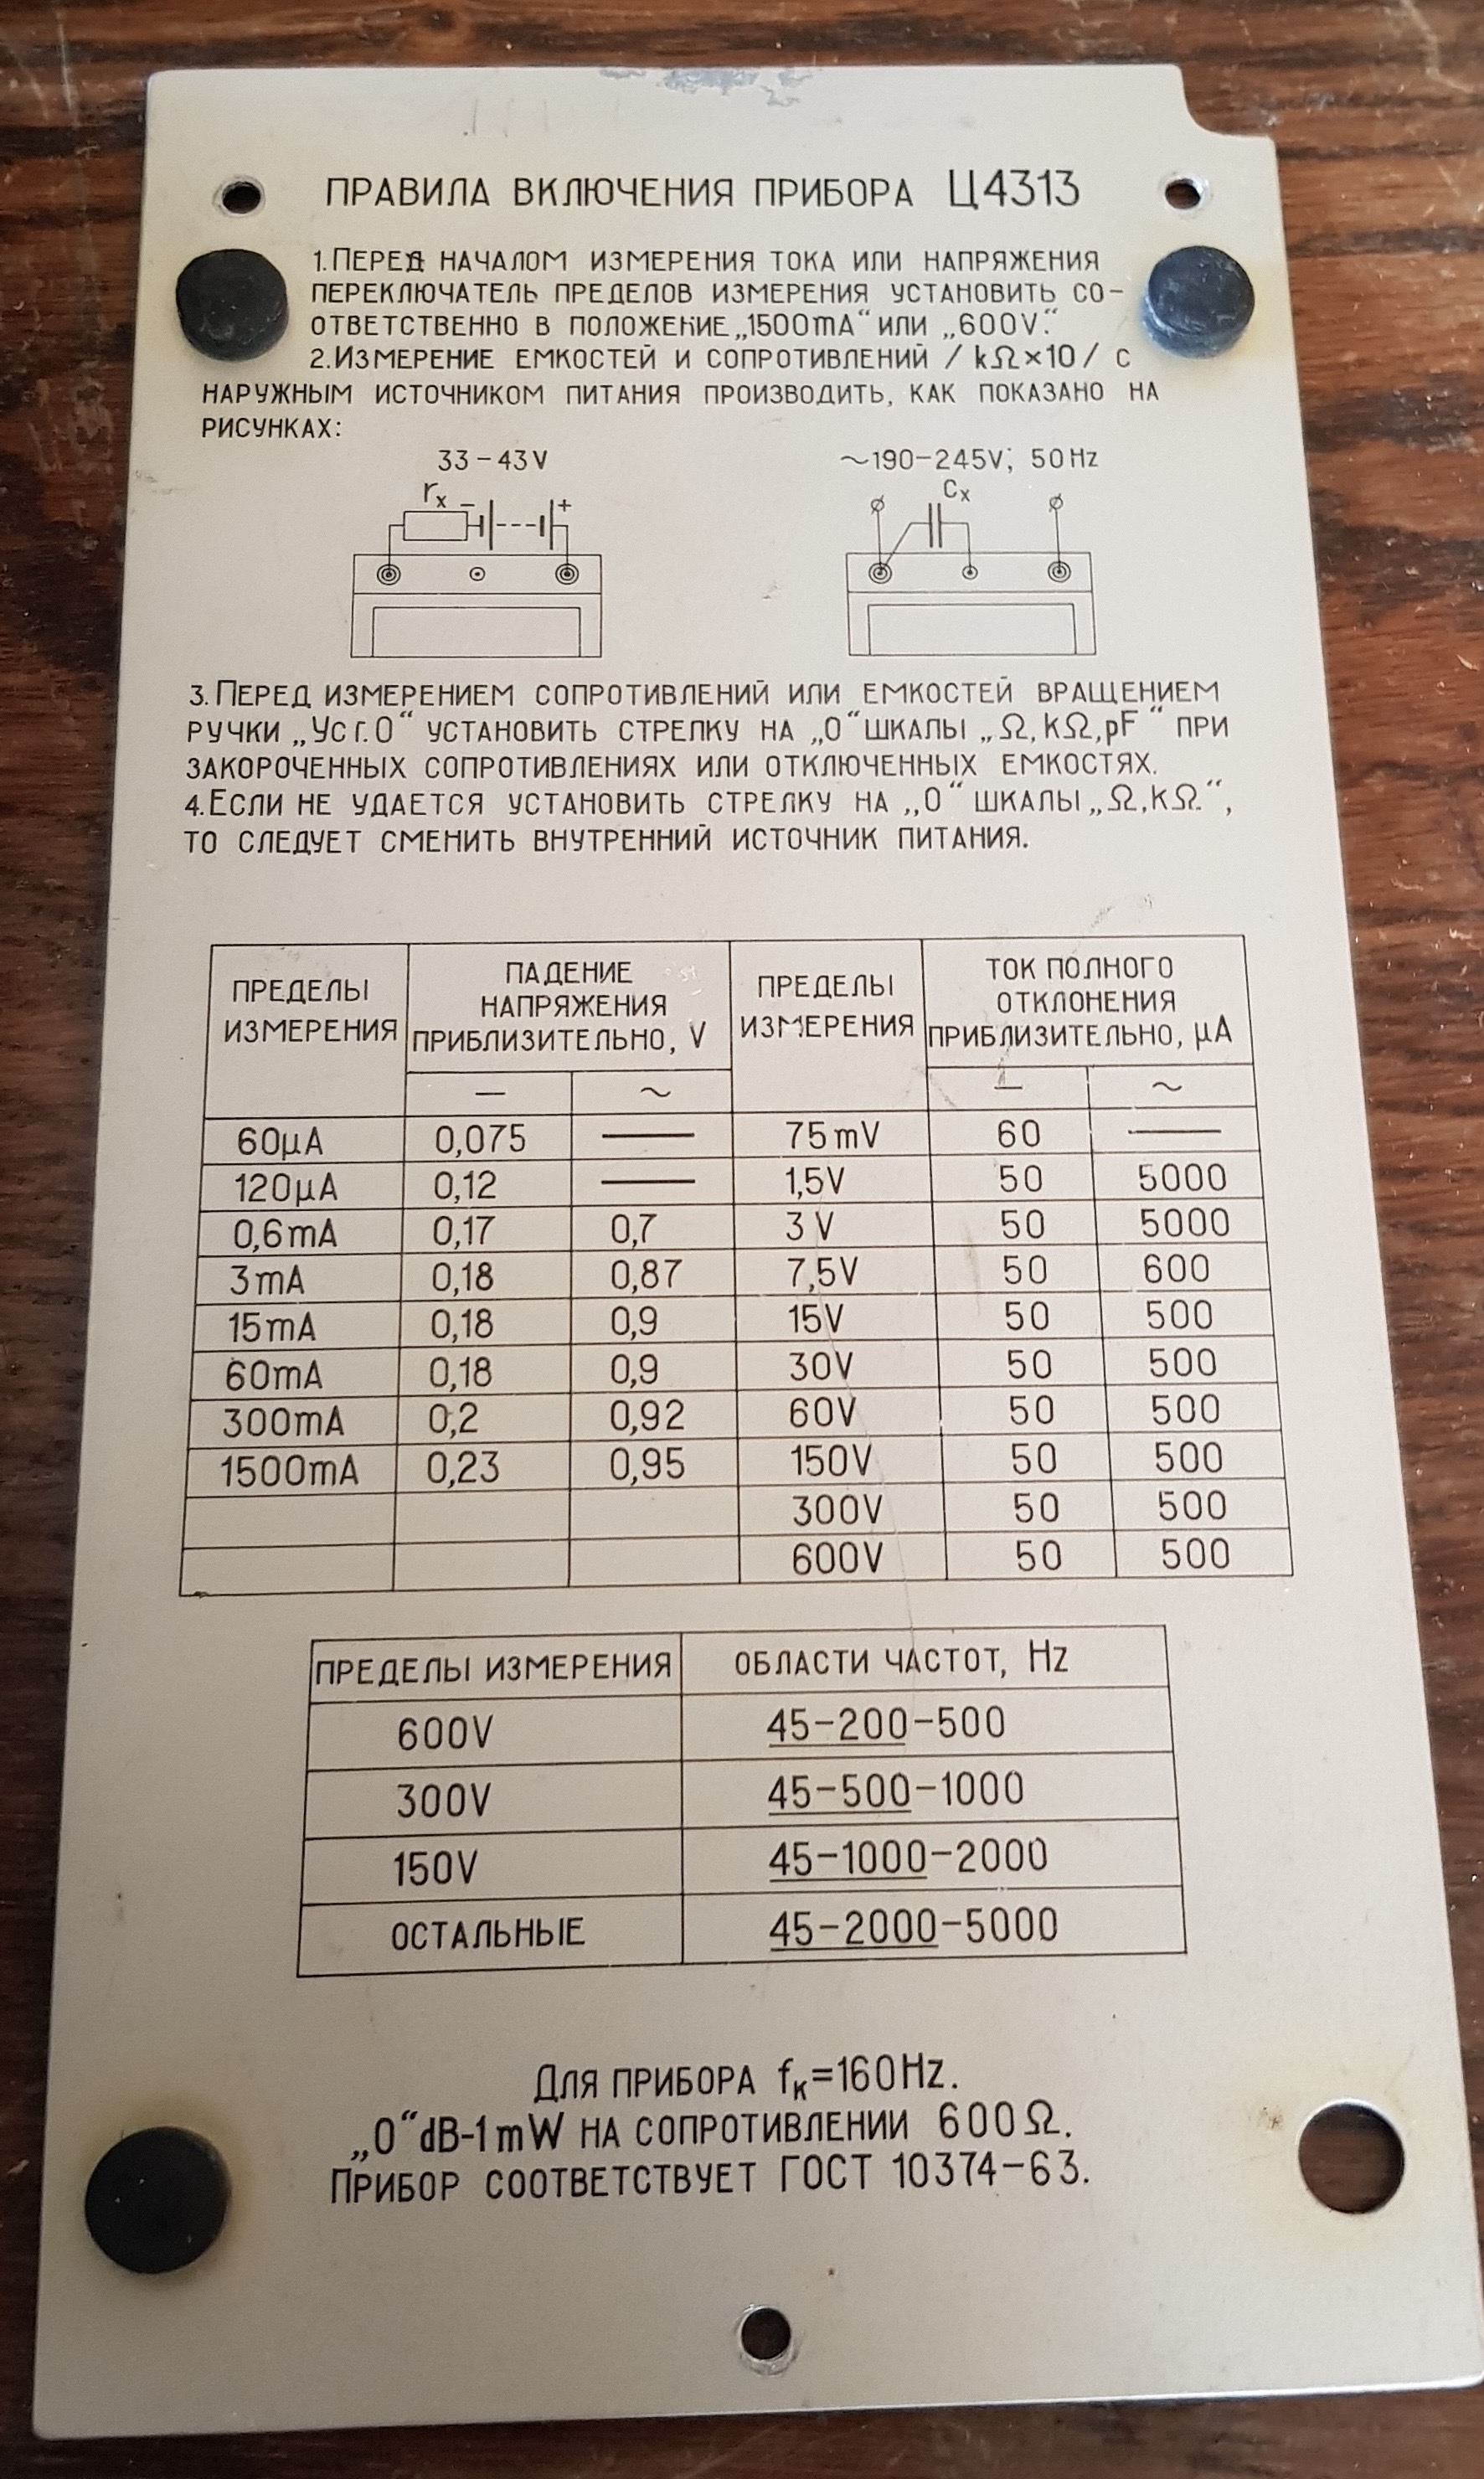 ПРАВИЛА ВКЛЮЧЕНИЯ ПРИБОРА Ц4313
1. ПЕРЕД НАЧАЛОМ ИЗМЕРЕНИЯ ТОКА ИЛИ НАПРЯЖЕНИЯ
ПЕРЕКЛЮЧАТЕЛЬ ПРЕДЕЛОВ ИЗМЕРЕНИЯ УСТАНОВИТЬ СО-
ОТВЕТСТВЕННО В ПОЛОЖЕНИЕ „1500mA“ ИЛИ „600V“.
2. ИЗМЕРЕНИЕ ЕМКОСТЕЙ И СОПРОТИВЛЕНИЙ / kΩ×10 / С
НАРУЖНЫМ ИСТОЧНИКОМ ПИТАНИЯ ПРОИЗВОДИТЬ, КАК ПОКАЗАНО НА
РИСУНКАХ:
33-43V ~190-245V; 50Hz
rx - + Cx
3. ПЕРЕД ИЗМЕРЕНИЕМ СОПРОТИВЛЕНИЙ ИЛИ ЕМКОСТЕЙ ВРАЩЕНИЕМ
РУЧКИ „Уст.0“ УСТАНОВИТЬ СТРЕЛКУ НА „0“ ШКАЛЫ „Ω, kΩ, pF“ ПРИ
ЗАКОРОЧЕННЫХ СОПРОТИВЛЕНИЯХ ИЛИ ОТКЛЮЧЕННЫХ ЕМКОСТЯХ.
4. ЕСЛИ НЕ УДАЕТСЯ УСТАНОВИТЬ СТРЕЛКУ НА „0“ ШКАЛЫ „Ω, kΩ“,
ТО СЛЕДУЕТ СМЕНИТЬ ВНУТРЕННИЙ ИСТОЧНИК ПИТАНИЯ.
ПРЕДЕЛЫ ИЗМЕРЕНИЯ
ПАДЕНИЕ НАПРЯЖЕНИЯ ПРИБЛИЗИТЕЛЬНО, V
ПРЕДЕЛЫ ИЗМЕРЕНИЯ
ТОК ПОЛНОГО ОТКЛОНЕНИЯ ПРИБЛИЗИТЕЛЬНО, μA
— ~ — ~
60μA 0,075 — 75mV 60 —
120μA 0,12 — 1,5V 50 5000
0,6mA 0,17 0,7 3V 50 5000
3mA 0,18 0,87 7,5V 50 600
15mA 0,18 0,9 15V 50 500
60mA 0,18 0,9 30V 50 500
300mA 0,2 0,92 60V 50 500
1500mA 0,23 0,95 150V 50 500
300V 50 500
600V 50 500
ПРЕДЕЛЫ ИЗМЕРЕНИЯ ОБЛАСТИ ЧАСТОТ, Hz
600V 45-200-500
300V 45-500-1000
150V 45-1000-2000
ОСТАЛЬНЫЕ 45-2000-5000
ДЛЯ ПРИБОРА fк=160Hz.
„0“ dB-1mW НА СОПРОТИВЛЕНИИ 600Ω.
ПРИБОР СООТВЕТСТВУЕТ ГОСТ 10374-63.